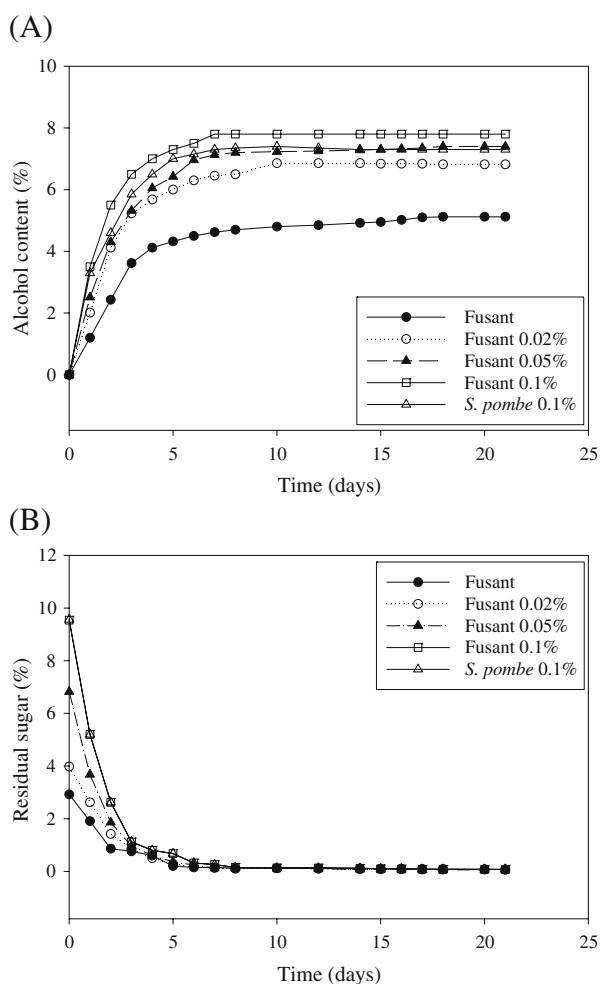 (A)
10
8
6
4
2
0
Alcohol content (%)
Fusant
Fusant 0.02%
Fusant 0.05%
Fusant 0.1%
S. pombe 0.1%
0 5 10 15 20 25
Time (days)
(B)
12
10
8
6
4
2
0
Residual sugar (%)
Fusant
Fusant 0.02%
Fusant 0.05%
Fusant 0.1%
S. pombe 0.1%
0 5 10 15 20 25
Time (days)